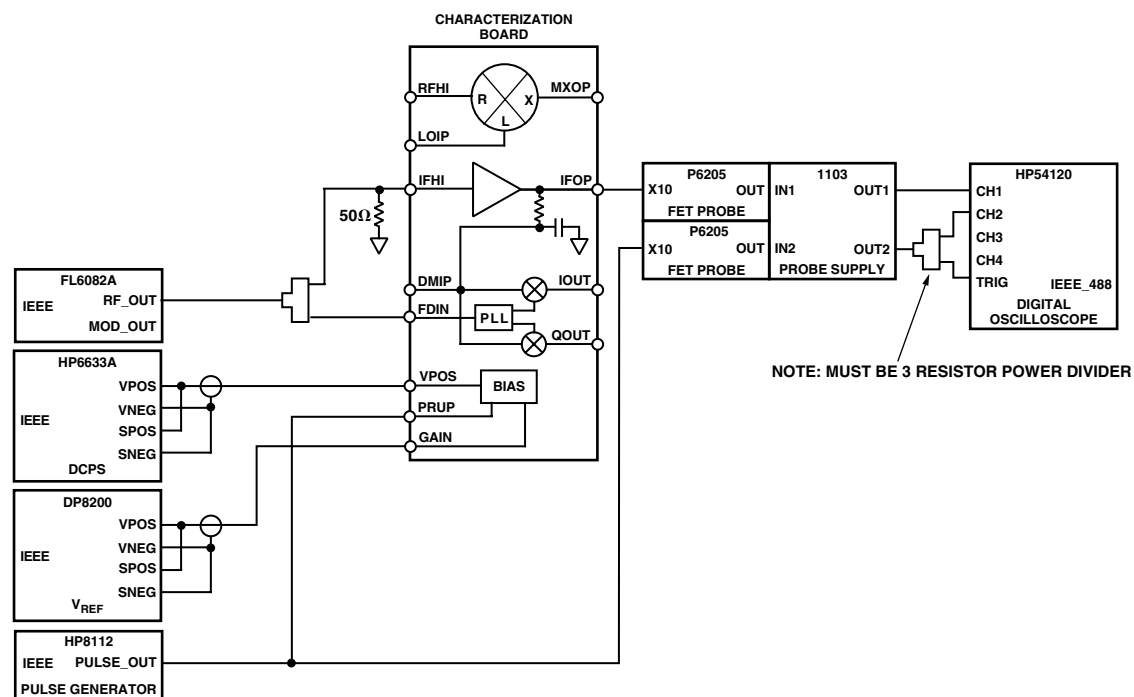 CHARACTERIZATION
BOARD
RFHI
R
X
L
MXOP
LOIP
IFHI
IFOP
50Ω
DMIP
IOUT
FDIN
PLL
QOUT
VPOS
BIAS
PRUP
GAIN
P6205
X10
OUT
FET PROBE
P6205
X10
OUT
FET PROBE
1103
IN1
OUT1
IN2
OUT2
PROBE SUPPLY
HP54120
CH1
CH2
CH3
CH4
TRIG
IEEE_488
DIGITAL
OSCILLOSCOPE
NOTE: MUST BE 3 RESISTOR POWER DIVIDER
FL6082A
IEEE
RF_OUT
MOD_OUT
HP6633A
VPOS
VNEG
IEEE
SPOS
SNEG
DCPS
DP8200
VPOS
VNEG
IEEE
SPOS
SNEG
VREF
HP8112
IEEE
PULSE_OUT
PULSE GENERATOR